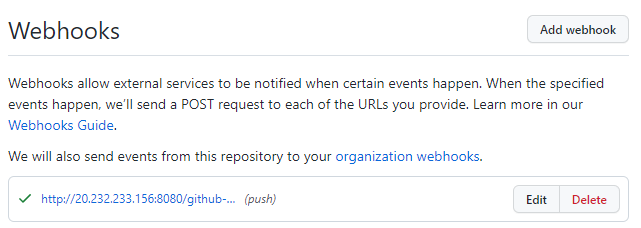 Webhooks
Add webhook
Webhooks allow external services to be notified when certain events happen. When the specified
events happen, we'll send a POST request to each of the URLs you provide. Learn more in our
Webhooks Guide.
We will also send events from this repository to your organization webhooks.
http://20.232.233.156:8080/github-... (push)
Edit
Delete